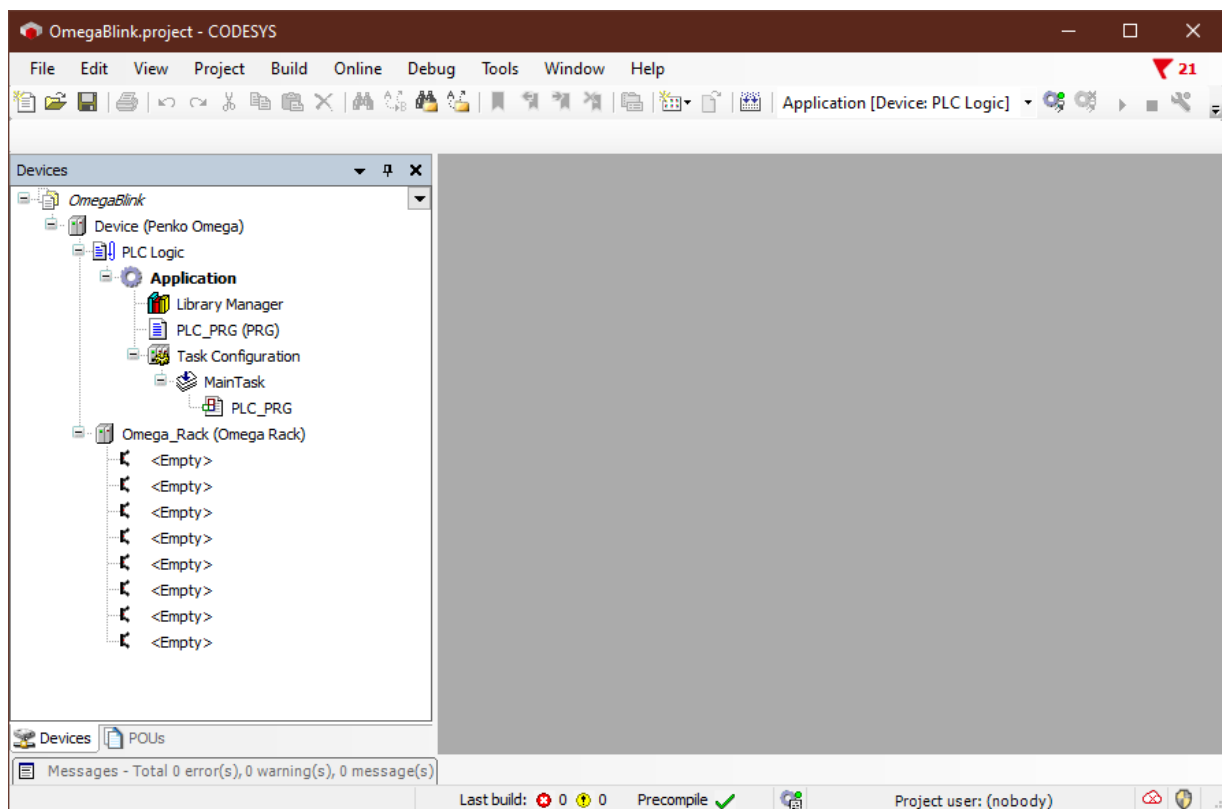 OmegaBlink.project - CODESYS
File Edit View Project Build Online Debug Tools Window Help 21
Application [Device: PLC Logic]
Devices
OmegaBlink
Device (Penko Omega)
PLC Logic
Application
Library Manager
PLC_PRG (PRG)
Task Configuration
MainTask
PLC_PRG
Omega_Rack (Omega Rack)
<Empty>
<Empty>
<Empty>
<Empty>
<Empty>
<Empty>
<Empty>
<Empty>
Devices POUs
Messages - Total 0 error(s), 0 warning(s), 0 message(s)
Last build: 0 0 Precompile Project user: (nobody)